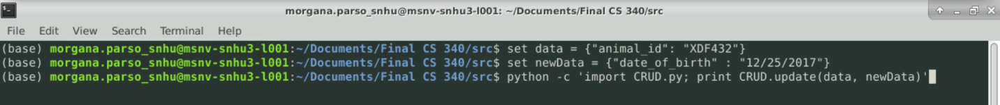 morgana.parso_snhu@msnv-snhu3-l001: ~/Documents/Final CS 340/src
File Edit View Search Terminal Help
(base) morgana.parso_snhu@msnv-snhu3-l001:~/Documents/Final CS 340/src$ set data = {"animal_id": "XDF432"}
(base) morgana.parso_snhu@msnv-snhu3-l001:~/Documents/Final CS 340/src$ set newData = {"date_of_birth" : "12/25/2017"}
(base) morgana.parso_snhu@msnv-snhu3-l001:~/Documents/Final CS 340/src$ python -c 'import CRUD.py; print CRUD.update(data, newData)'